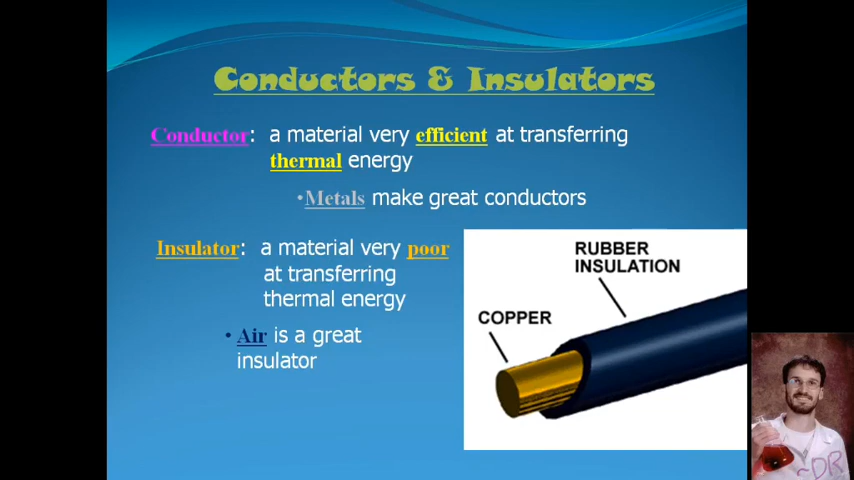 Conductors & Insulators
Conductor: a material very efficient at transferring
thermal energy
•Metals make great conductors
Insulator: a material very poor
at transferring
thermal energy
• Air is a great
insulator
RUBBER
INSULATION
COPPER
~DR